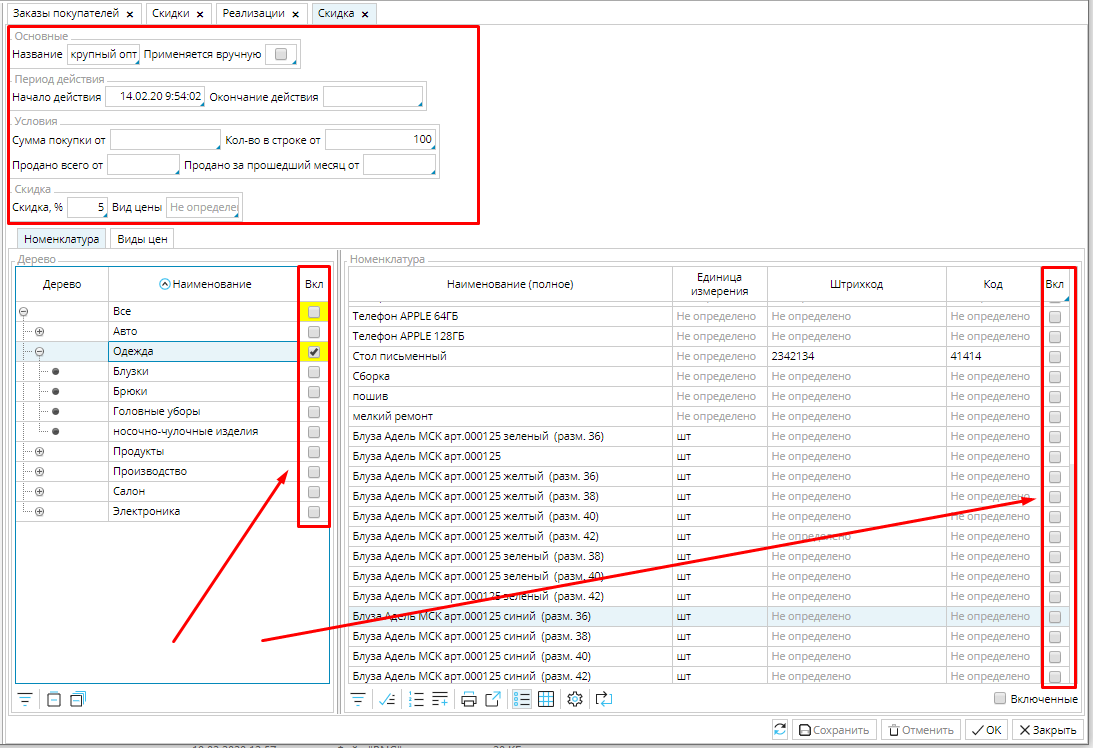 Заказы покупателей × Скидки × Реализации × Скидка ×
Основные
Название крупный опт Применяется вручную
Период действия
Начало действия 14.02.20 9:54:02 Окончание действия
Условия
Сумма покупки от Кол-во в строке от 100
Продано всего от Продано за прошедший месяц от
Скидка
Скидка, % 5 Вид цены Не определен
Номенклатура Виды цен
Дерево
Дерево Наименование Вкл
Все
Авто
Одежда
Блузки
Брюки
Головные уборы
носочно-чулочные изделия
Продукты
Производство
Салон
Электроника
Номенклатура
Наименование (полное) Единица измерения Штрихкод Код Вкл
Телефон APPLE 64ГБ Не определено Не определено Не определено
Телефон APPLE 128ГБ Не определено Не определено Не определено
Стол письменный Не определено 2342134 41414
Сборка Не определено Не определено Не определено
пошив Не определено Не определено Не определено
мелкий ремонт Не определено Не определено Не определено
Блуза Адель МСК арт.000125 зеленый (разм. 36) шт Не определено Не определено
Блуза Адель МСК арт.000125 шт Не определено Не определено
Блуза Адель МСК арт.000125 желтый (разм. 36) шт Не определено Не определено
Блуза Адель МСК арт.000125 желтый (разм. 38) шт Не определено Не определено
Блуза Адель МСК арт.000125 желтый (разм. 40) шт Не определено Не определено
Блуза Адель МСК арт.000125 желтый (разм. 42) шт Не определено Не определено
Блуза Адель МСК арт.000125 зеленый (разм. 38) шт Не определено Не определено
Блуза Адель МСК арт.000125 зеленый (разм. 40) шт Не определено Не определено
Блуза Адель МСК арт.000125 зеленый (разм. 42) шт Не определено Не определено
Блуза Адель МСК арт.000125 синий (разм. 36) шт Не определено Не определено
Блуза Адель МСК арт.000125 синий (разм. 38) шт Не определено Не определено
Блуза Адель МСК арт.000125 синий (разм. 40) шт Не определено Не определено
Блуза Адель МСК арт.000125 синий (разм. 42) шт Не определено Не определено
Включенные
Сохранить Отменить OK Закрыть